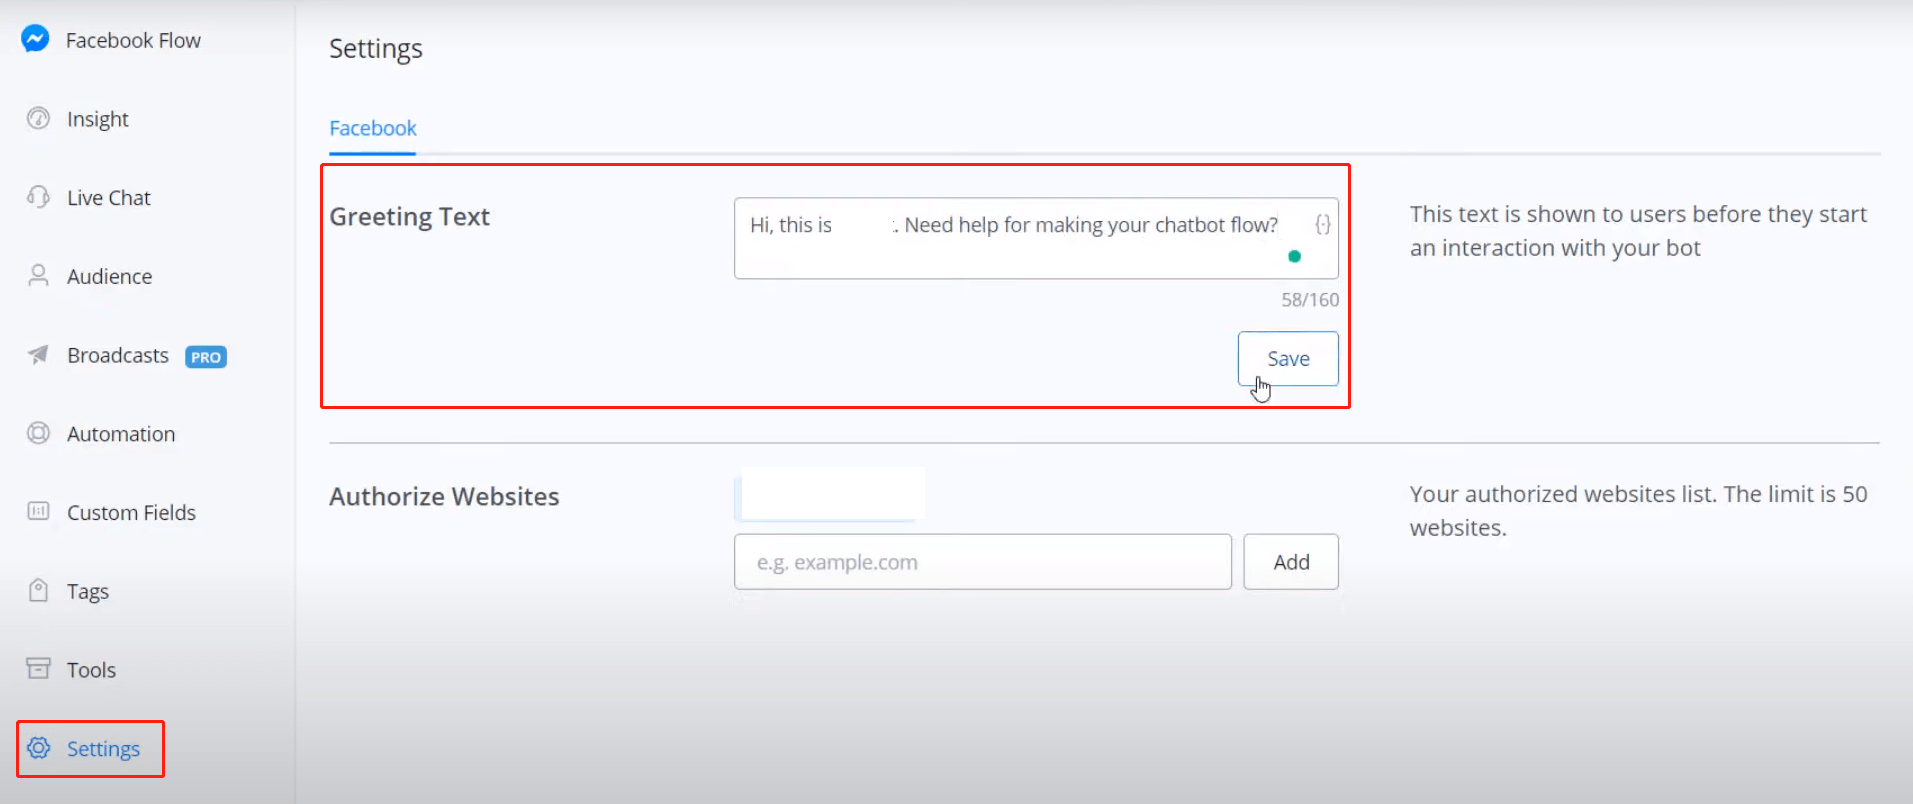 Facebook Flow
Insight
Live Chat
Audience
Broadcasts PRO
Automation
Custom Fields
Tags
Tools
Settings
Settings
Facebook
Greeting Text
Hi, this is . Need help for making your chatbot flow?
58/160
Save
This text is shown to users before they start
an interaction with your bot
Authorize Websites
e.g. example.com
Add
Your authorized websites list. The limit is 50
websites.